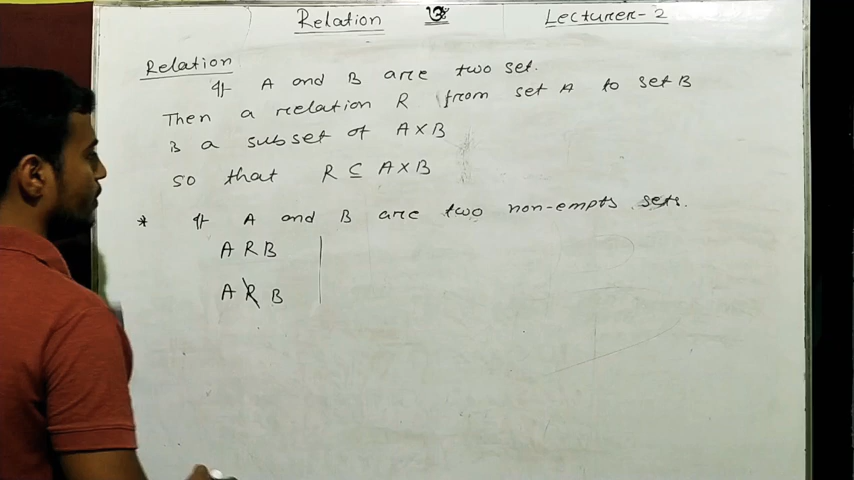 Relation ওঁ Lecturer-2
Relation
If A and B are two set.
Then a relation R from set A to set B
is a subset of A×B
so that R ⊆ A×B
* If A and B are two non-empts sets.
A R B
A R̸ B